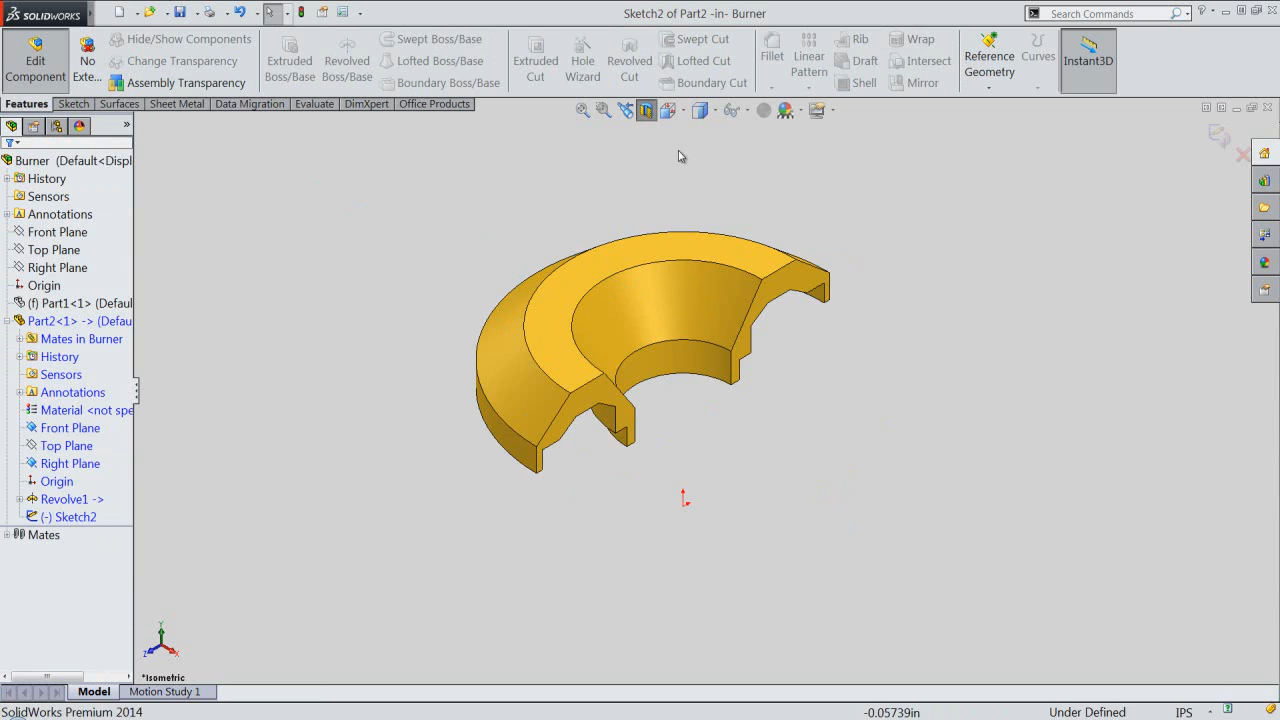 SOLIDWORKS
Sketch2 of Part2 -in- Burner
Search Commands
Edit Component
No Exte...
Hide/Show Components
Change Transparency
Assembly Transparency
Extruded Boss/Base
Revolved Boss/Base
Swept Boss/Base
Lofted Boss/Base
Boundary Boss/Base
Extruded Cut
Hole Wizard
Revolved Cut
Swept Cut
Lofted Cut
Boundary Cut
Fillet
Linear Pattern
Rib
Draft
Shell
Wrap
Intersect
Mirror
Reference Geometry
Curves
Instant3D
Features
Sketch
Surfaces
Sheet Metal
Data Migration
Evaluate
DimXpert
Office Products
Burner (Default<Displ
History
Sensors
Annotations
Front Plane
Top Plane
Right Plane
Origin
(f) Part1<1> (Defaul
Part2<1> -> (Defau
Mates in Burner
History
Sensors
Annotations
Material <not spe
Front Plane
Top Plane
Right Plane
Origin
Revolve1 ->
(-) Sketch2
Mates
Y
Z
X
*Isometric
Model
Motion Study 1
SolidWorks Premium 2014
-0.05739in
Under Defined
IPS